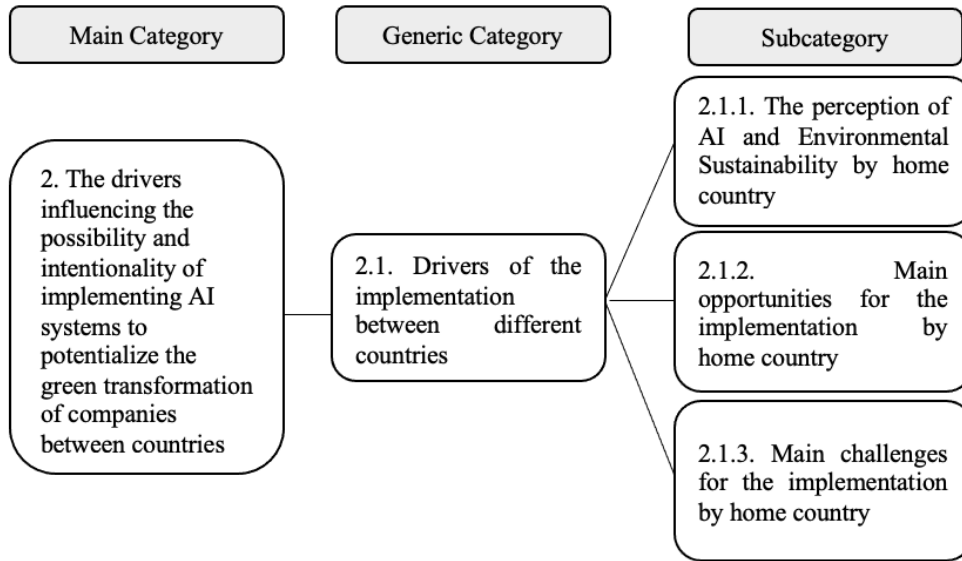 Main Category
Generic Category
Subcategory
2. The drivers
influencing the
possibility and
intentionality of
implementing AI
systems to
potentialize the
green transformation
of companies
between countries
2.1. Drivers of the
implementation
between different
countries
2.1.1. The perception of
AI and Environmental
Sustainability by home
country
2.1.2. Main
opportunities for the
implementation by
home country
2.1.3. Main challenges
for the implementation
by home country